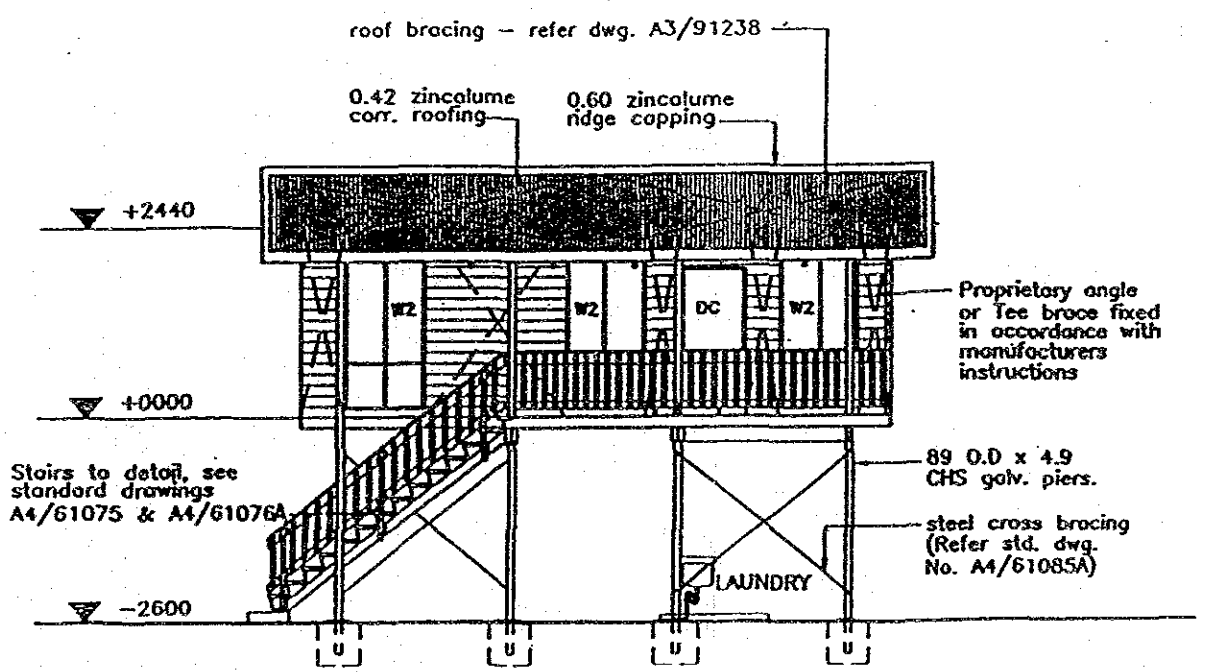 roof bracing – refer dwg. A3/91238
0.42 zincalume
corr. roofing
0.60 zincalume
ridge capping
+2440
W2
W2
DC
W2
Proprietary angle
or Tee brace fixed
in accordance with
manufacturers
instructions
+0000
Stairs to detail, see
standard drawings
A4/61075 & A4/61076A
89 O.D x 4.9
CHS galv. piers.
steel cross bracing
(Refer std. dwg.
No. A4/61085A)
LAUNDRY
-2600
U
U
U
U